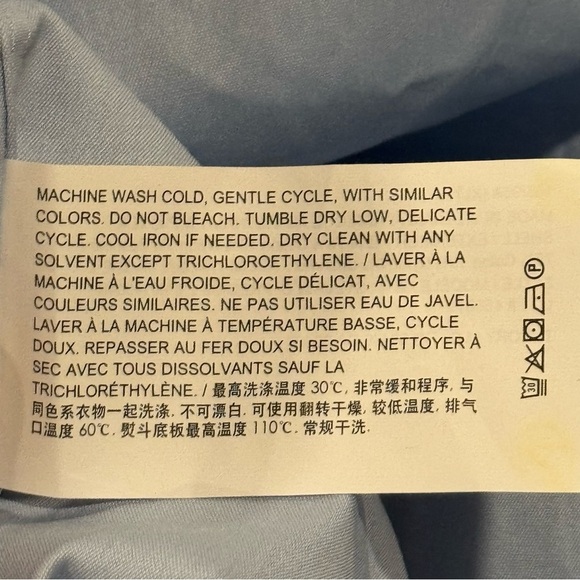 MACHINE WASH COLD, GENTLE CYCLE, WITH SIMILAR
COLORS. DO NOT BLEACH. TUMBLE DRY LOW, DELICATE
CYCLE. COOL IRON IF NEEDED. DRY CLEAN WITH ANY
SOLVENT EXCEPT TRICHLOROETHYLENE. / LAVER À LA
MACHINE À L'EAU FROIDE, CYCLE DÉLICAT, AVEC
COULEURS SIMILAIRES. NE PAS UTILISER EAU DE JAVEL.
LAVER À LA MACHINE À TEMPÉRATURE BASSE, CYCLE
DOUX. REPASSER AU FER DOUX SI BESOIN. NETTOYER À
SEC AVEC TOUS DISSOLVANTS SAUF LA
TRICHLORÉTHYLÈNE. / 最高洗涤温度 30℃, 非常缓和程序, 与
同色系衣物一起洗涤. 不可漂白. 可使用翻转干燥, 较低温度, 排气
口温度 60℃. 熨斗底板最高温度 110℃. 常规干洗.
30
P